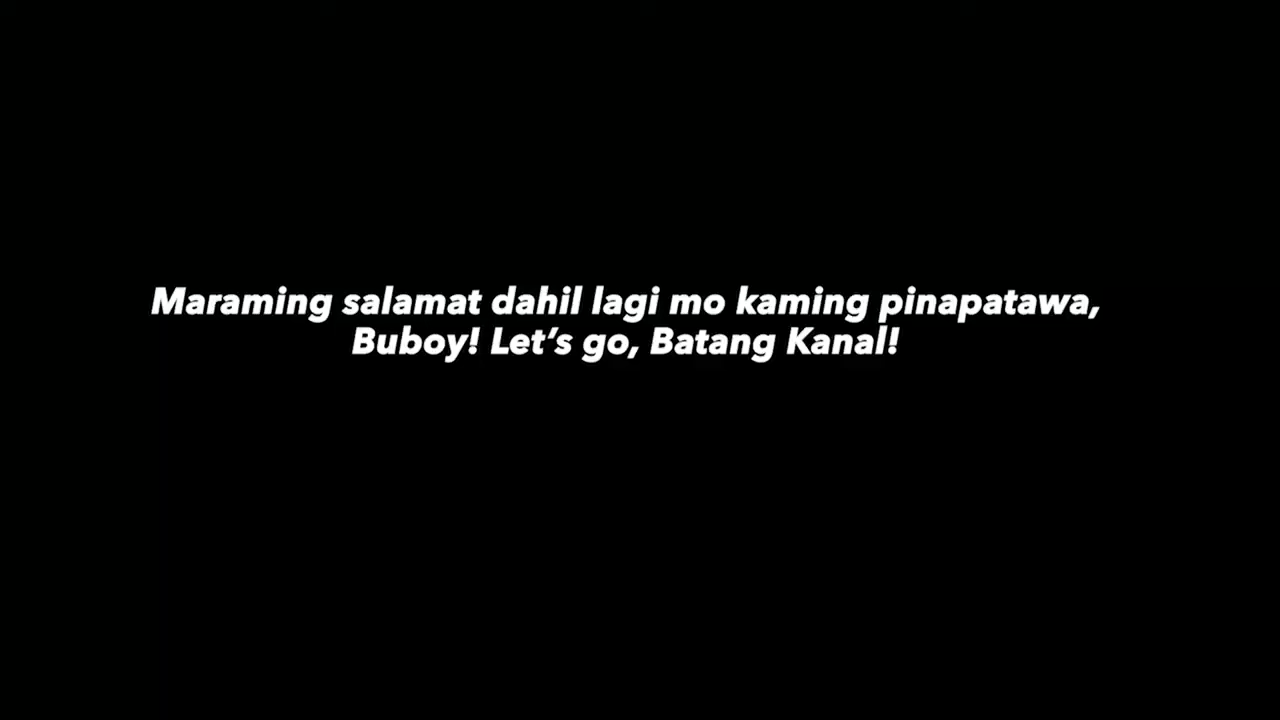 Maraming salamat dahil lagi mo kaming pinapatawa,
Buboy! Let’s go, Batang Kanal!